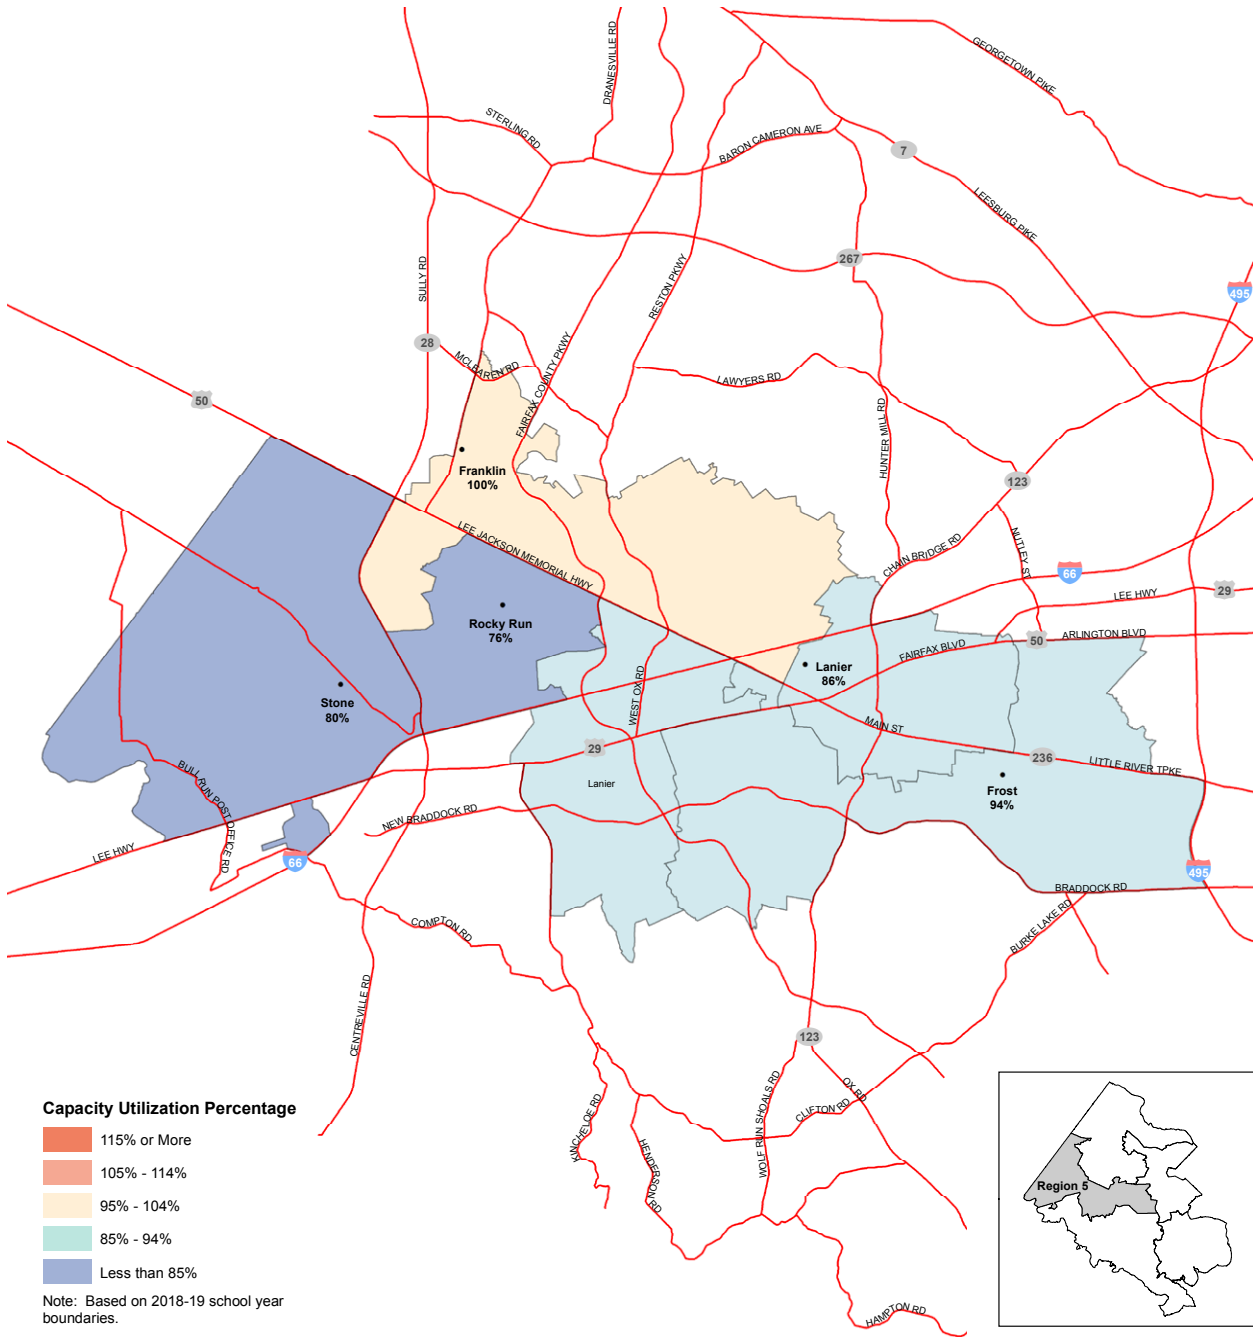 GEORGETOWN PIKE
DRANESVILLE RD
STERLING RD
BARON CAMERON AVE
7
LEESBURG PIKE
267
SULLY RD
RESTON PKWY
495
28
MCLEAREN RD
FAIRFAX COUNTY PKWY
LAWYERS RD
50
HUNTER MILL RD
Franklin
100%
123
LEE JACKSON MEMORIAL HWY
CHAIN BRIDGE RD
NUTLEY ST
66
LEE HWY
29
Rocky Run
76%
50
ARLINGTON BLVD
FAIRFAX BLVD
Lanier
86%
WEST OX RD
Stone
80%
MAIN ST
29
236
LITTLE RIVER TPKE
BULL RUN POST OFFICE RD
Lanier
Frost
94%
NEW BRADDOCK RD
LEE HWY
66
495
BRADDOCK RD
COMPTON RD
BURKE LAKE RD
CENTREVILLE RD
123
OX RD
CLIFTON RD
WOLF RUN SHOALS RD
KINCHELOE RD
HENDERSON RD
HAMPTON RD
Capacity Utilization Percentage
115% or More
105% - 114%
95% - 104%
85% - 94%
Less than 85%
Note:  Based on 2018-19 school year
boundaries.
Region 5